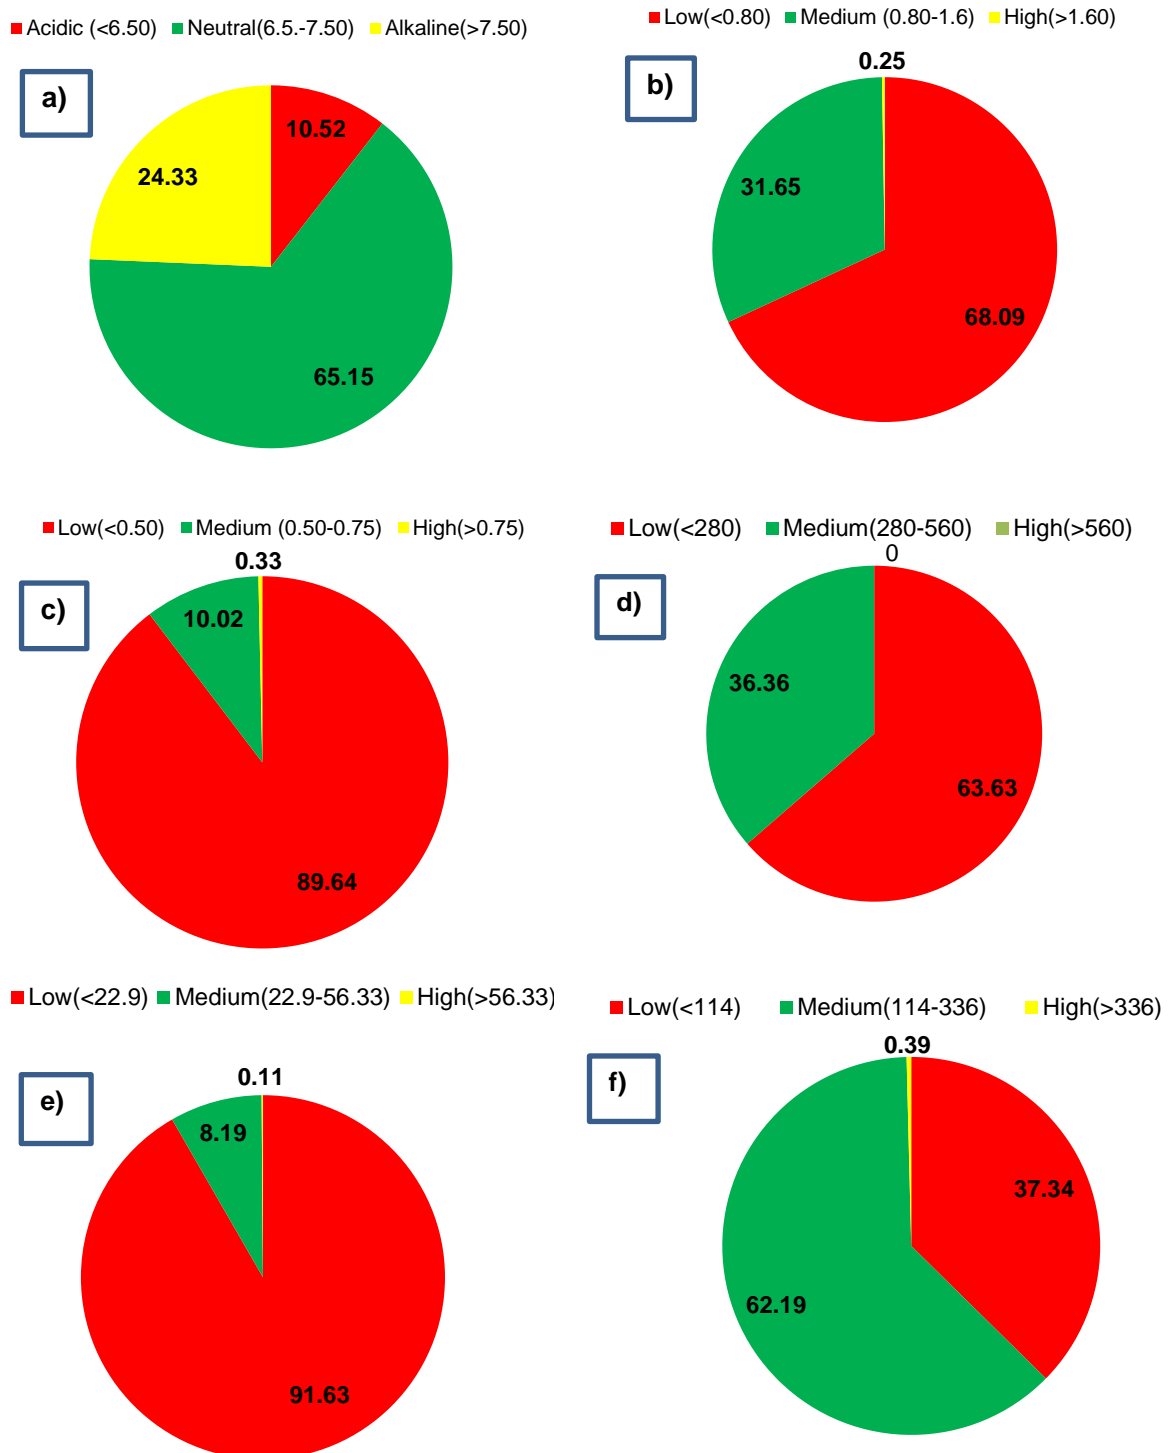 Acidic (<6.50) Neutral(6.5.-7.50) Alkaline(>7.50)
a)
10.52
24.33
65.15
Low(<0.80) Medium (0.80-1.6) High(>1.60)
0.25
b)
31.65
68.09
Low(<0.50) Medium (0.50-0.75) High(>0.75)
0.33
c)
10.02
89.64
Low(<280) Medium(280-560) High(>560)
0
d)
36.36
63.63
Low(<22.9) Medium(22.9-56.33) High(>56.33)
0.11
e)
8.19
91.63
Low(<114) Medium(114-336) High(>336)
0.39
f)
37.34
62.19